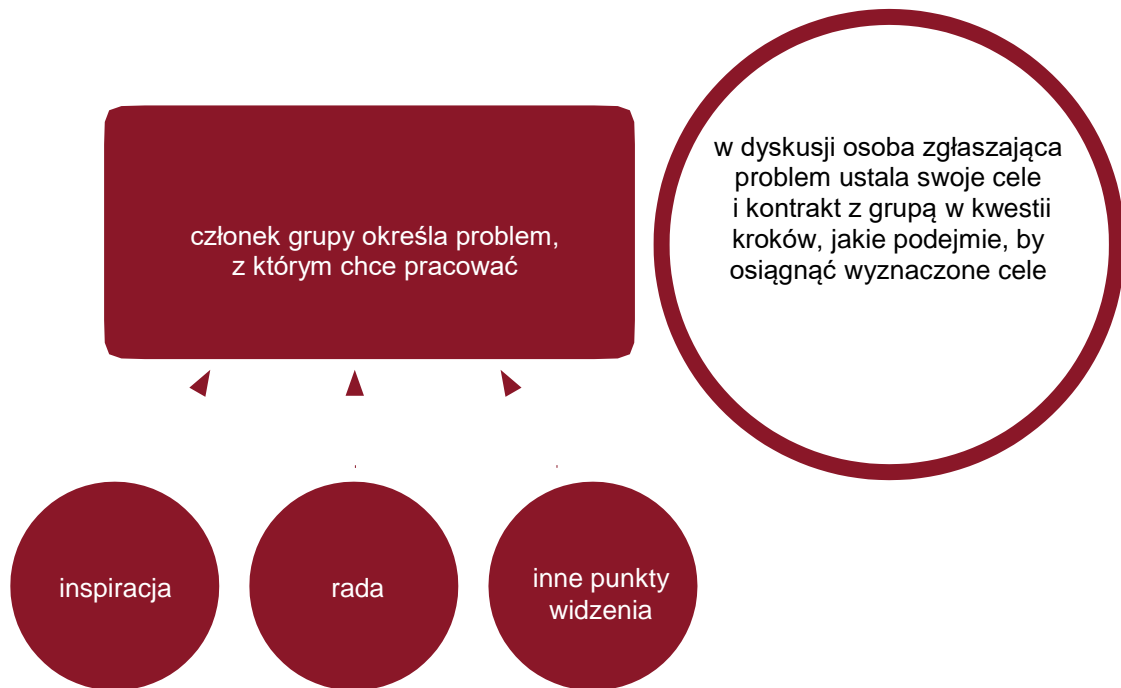 członek grupy określa problem,
z którym chce pracować
w dyskusji osoba zgłaszająca
problem ustala swoje cele
i kontrakt z grupą w kwestii
kroków, jakie podejmie, by
osiągnąć wyznaczone cele
inspiracja
rada
inne punkty
widzenia